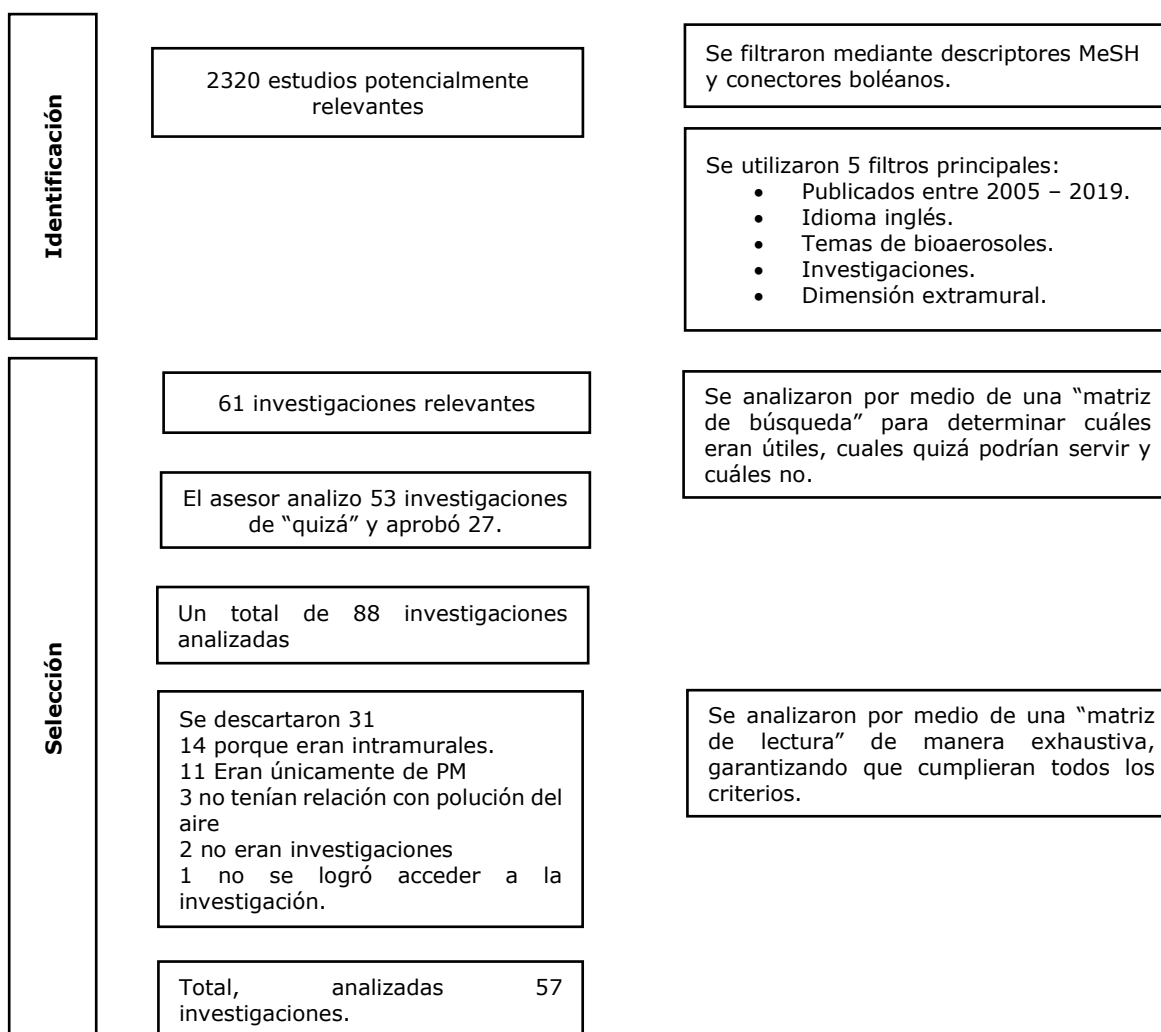 Identificación
2320 estudios potencialmente
relevantes
Se filtraron mediante descriptores MeSH
y conectores boléanos.
Se utilizaron 5 filtros principales:
• Publicados entre 2005 – 2019.
• Idioma inglés.
• Temas de bioaerosoles.
• Investigaciones.
• Dimensión extramural.
Selección
61 investigaciones relevantes
Se analizaron por medio de una “matriz
de búsqueda” para determinar cuáles
eran útiles, cuales quizá podrían servir y
cuáles no.
El asesor analizo 53 investigaciones
de “quizá” y aprobó 27.
Un total de 88 investigaciones
analizadas
Se descartaron 31
14 porque eran intramurales.
11 Eran únicamente de PM
3 no tenían relación con polución del
aire
2 no eran investigaciones
1 no se logró acceder a la
investigación.
Se analizaron por medio de una “matriz
de lectura” de manera exhaustiva,
garantizando que cumplieran todos los
criterios.
Total, analizadas 57
investigaciones.